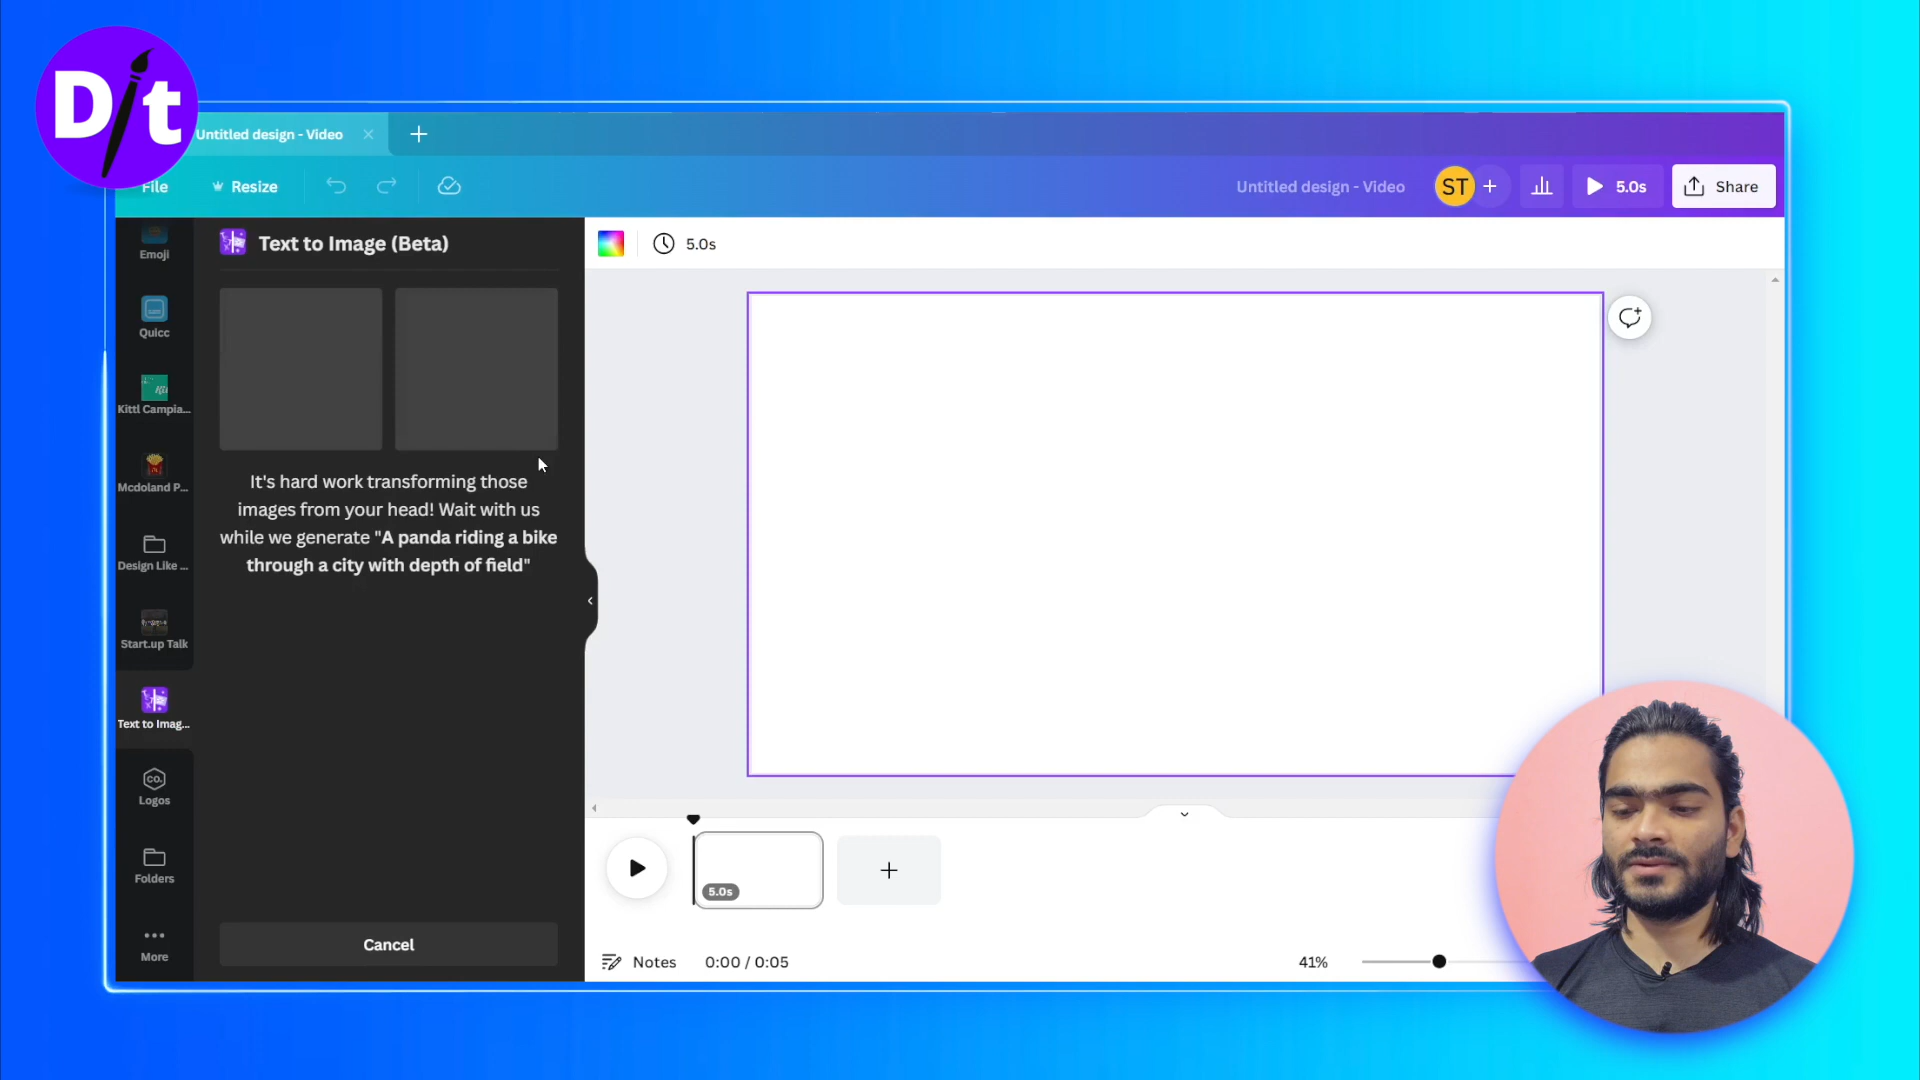 D/t
Untitled design - Video
File
Resize
Untitled design - Video
ST
5.0s
Share
Emoji
Quicc
Kittl Campia...
Mcdoland P...
Design Like ...
Start.up Talk
Text to Imag...
Logos
Folders
More
Text to Image (Beta)
It's hard work transforming those
images from your head! Wait with us
while we generate "A panda riding a bike
through a city with depth of field"
Cancel
5.0s
5.0s
Notes
0:00 / 0:05
41%
CO.